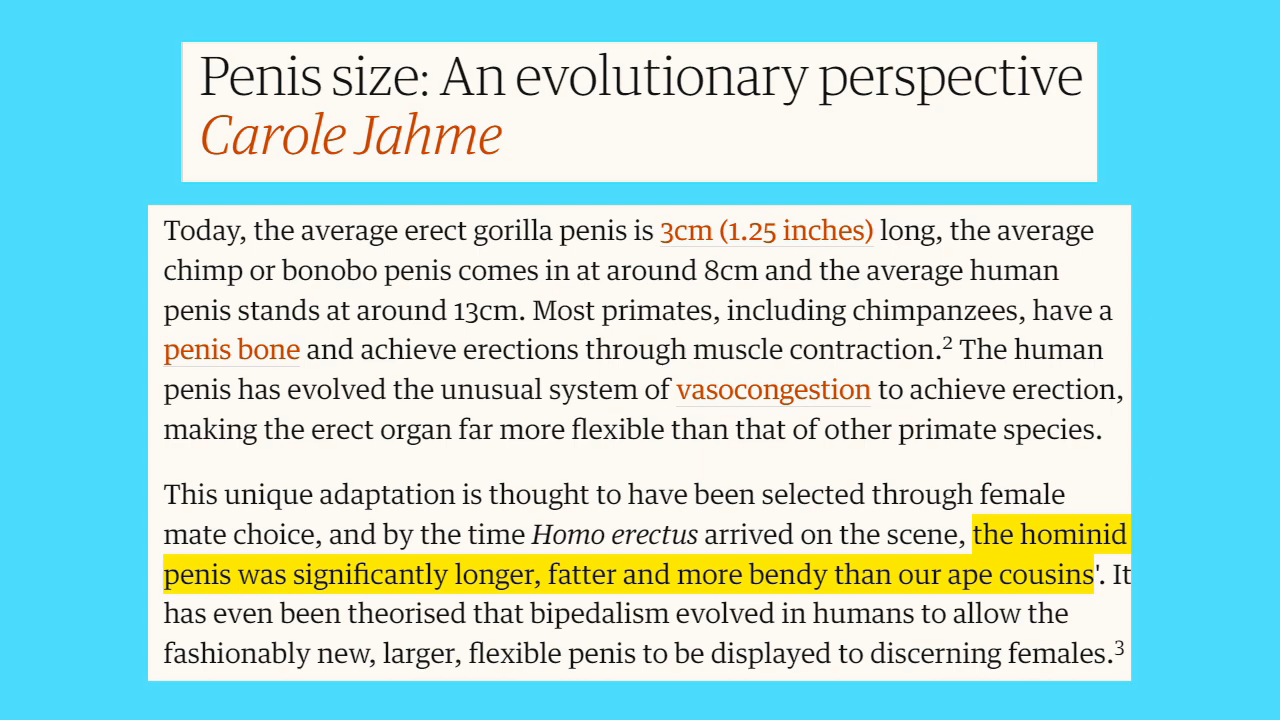 Penis size: An evolutionary perspective
Carole Jahme
Today, the average erect gorilla penis is 3cm (1.25 inches) long, the average
chimp or bonobo penis comes in at around 8cm and the average human
penis stands at around 13cm. Most primates, including chimpanzees, have a
penis bone and achieve erections through muscle contraction.² The human
penis has evolved the unusual system of vasocongestion to achieve erection,
making the erect organ far more flexible than that of other primate species.
This unique adaptation is thought to have been selected through female
mate choice, and by the time Homo erectus arrived on the scene, the hominid
penis was significantly longer, fatter and more bendy than our ape cousins'. It
has even been theorised that bipedalism evolved in humans to allow the
fashionably new, larger, flexible penis to be displayed to discerning females.³